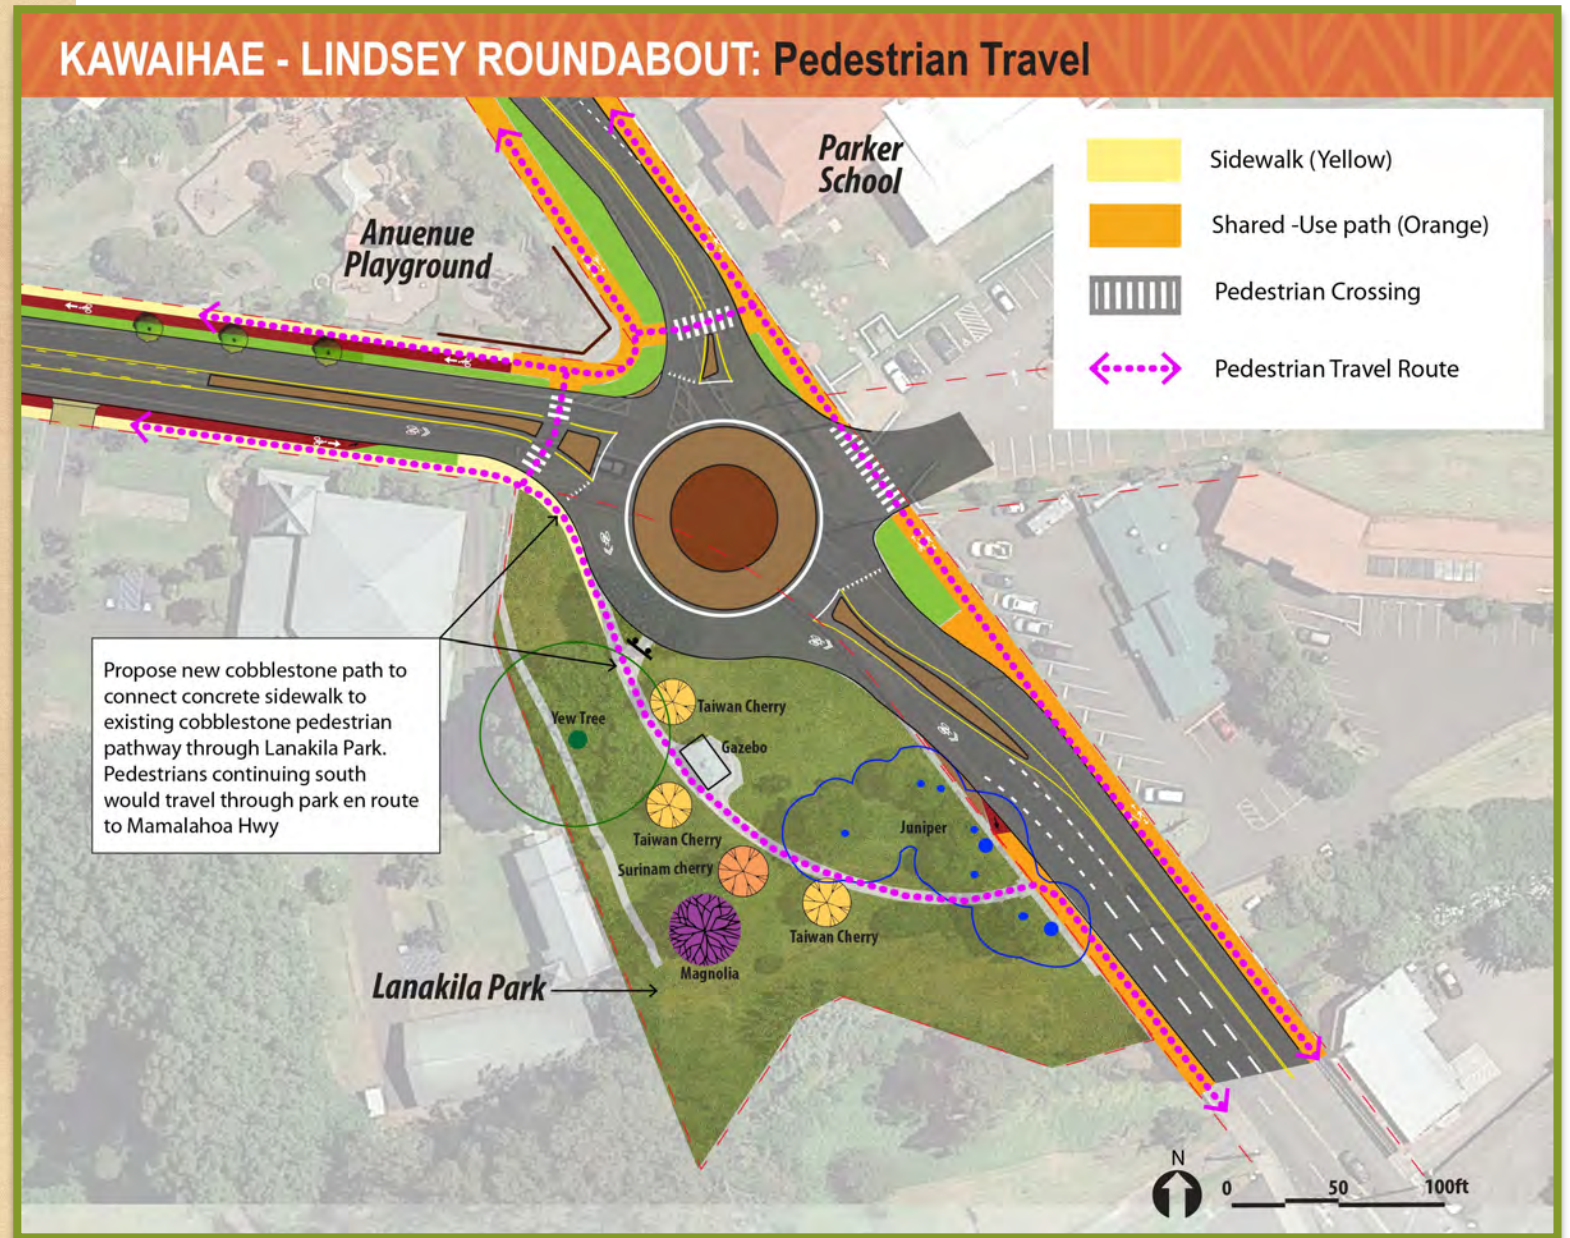 KAWAIHAE - LINDSEY ROUNDABOUT: Pedestrian Travel
Parker
School
Anuenue
Playground
Sidewalk (Yellow)
Shared -Use path (Orange)
Pedestrian Crossing
Pedestrian Travel Route
Propose new cobblestone path to
connect concrete sidewalk to
existing cobblestone pedestrian
pathway through Lanakila Park.
Pedestrians continuing south
would travel through park en route
to Mamalahoa Hwy
Yew Tree
Taiwan Cherry
Gazebo
Taiwan Cherry
Juniper
Surinam cherry
Taiwan Cherry
Magnolia
Lanakila Park
N
0 50 100ft